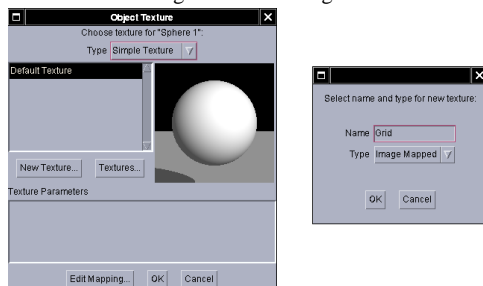 Object Texture
Choose texture for "Sphere 1":
Type Simple Texture
Default Texture
New Texture... Textures...
Texture Parameters
Edit Mapping... OK Cancel
Select name and type for new texture:
Name Grid
Type Image Mapped
OK Cancel